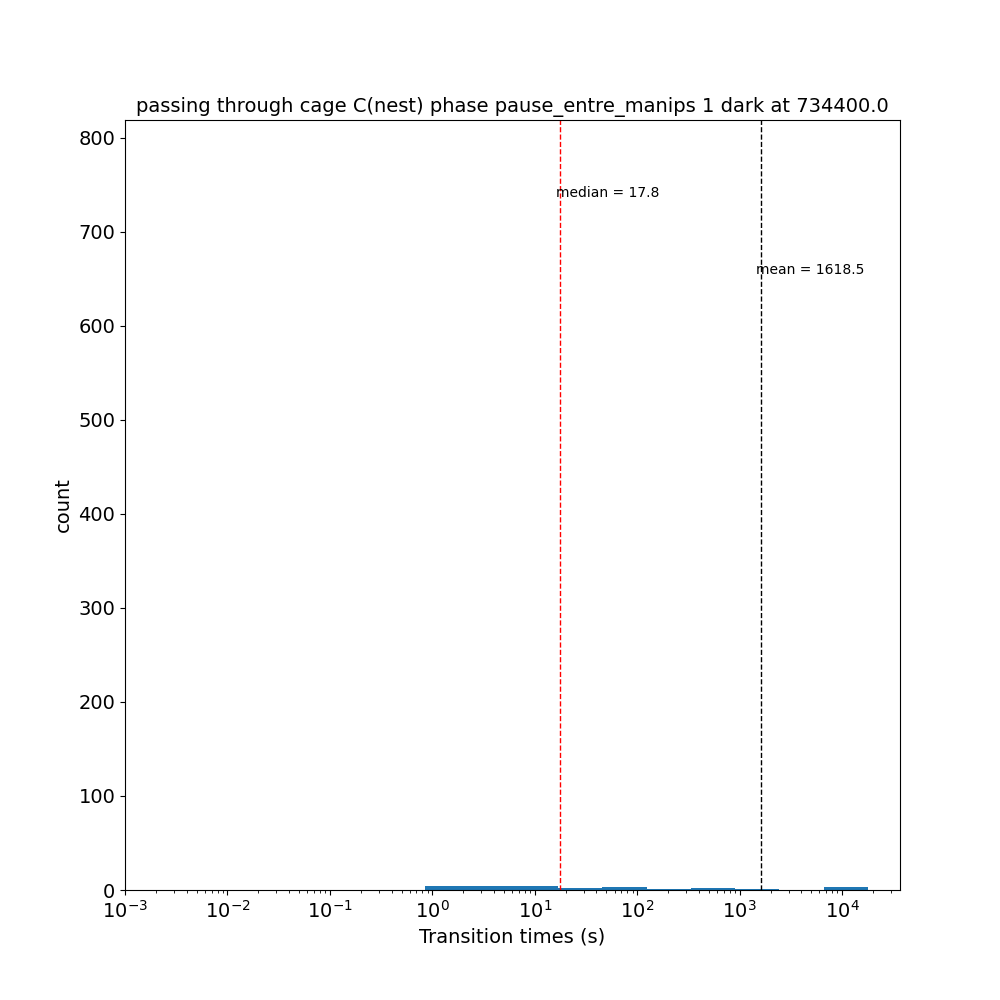 passing through cage C(nest) phase pause_entre_manips 1 dark at 734400.0
800
median = 17.8
700
mean = 1618.5
600
500
count
400
300
200
100
0
10⁻³ 10⁻² 10⁻¹ 10⁰ 10¹ 10² 10³ 10⁴
Transition times (s)